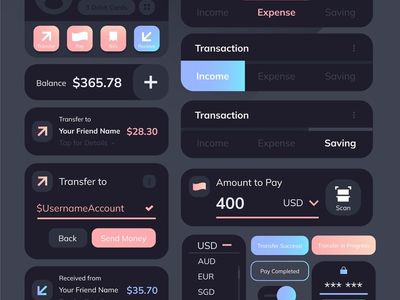 3 Debit Cards
Transfer
Pay
Bill
Receive
Balance $365.78
Transfer to
Your Friend Name $28.30
Tap for Details
Transfer to
$UsernameAccount
Back
Send Money
Received from
Your Friend Name $35.70
Income Expense Saving
Transaction
Income Expense Saving
Transaction
Income Expense Saving
Amount to Pay
400 USD
Scan
USD
AUD
EUR
SGD
Transfer Success
Transfer in Progress
Pay Completed
*** ***